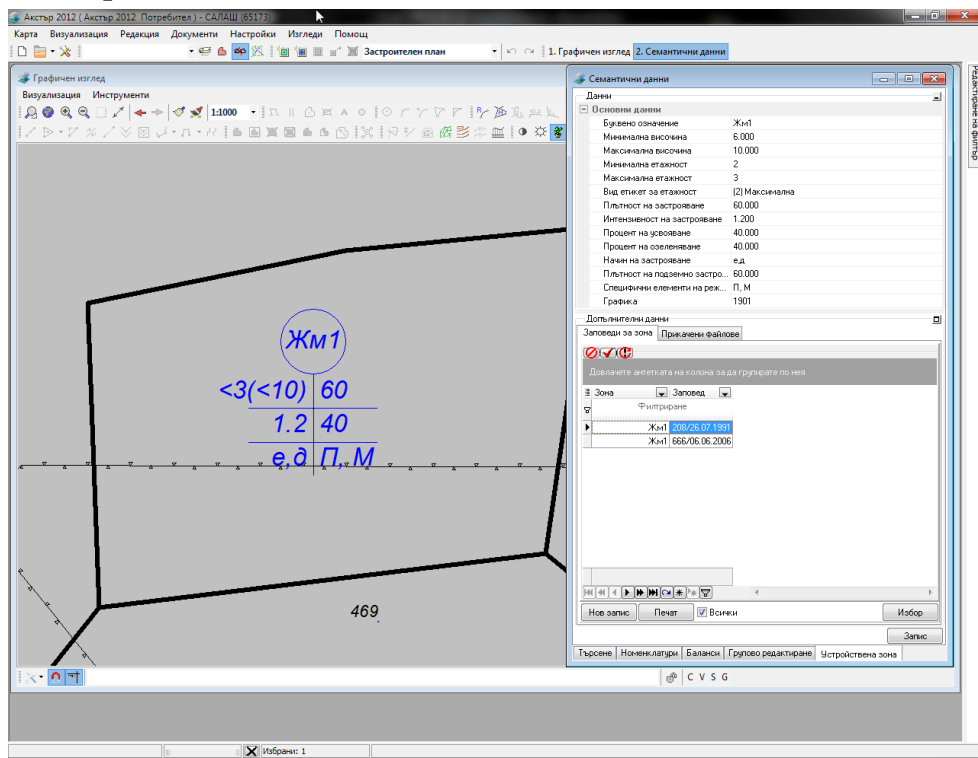 Акстър 2012 ( Акстър 2012 Потребител ) - САЛАШ (65173)
Карта Визуализация Редакция Документи Настройки Изгледи Помощ
Застроителен план 1. Графичен изглед 2. Семантични данни
Графичен изглед
Визуализация Инструменти
1:1000
Жм1
<3(<10) 60
1.2 40
е,д П, М
469
C V S G
Избрани: 1
Семантични данни
Данни
Основни данни
Буквено означение Жм1
Минимална височина 6.000
Максимална височина 10.000
Минимална етажност 2
Максимална етажност 3
Вид етикет за етажност (2) Максимална
Плътност на застрояване 60.000
Интензивност на застрояване 1.200
Процент на усвояване 40.000
Процент на озеленяване 40.000
Начин на застрояване е,д
Плътност на подземно застро... 60.000
Специфични елементи на реж... П, М
Графика 1901
Допълнителни данни
Заповеди за зона Прикачени файлове
Довлачете антетката на колона за да групирате по нея
Зона Заповед
Филтриране
Жм1 208/26.07.1991
Жм1 666/06.06.2006
Нов запис Печат Всички Избор
Запис
Търсене Номенклатури Баланси Групово редактиране Устройствена зона
Редактиране на филтър